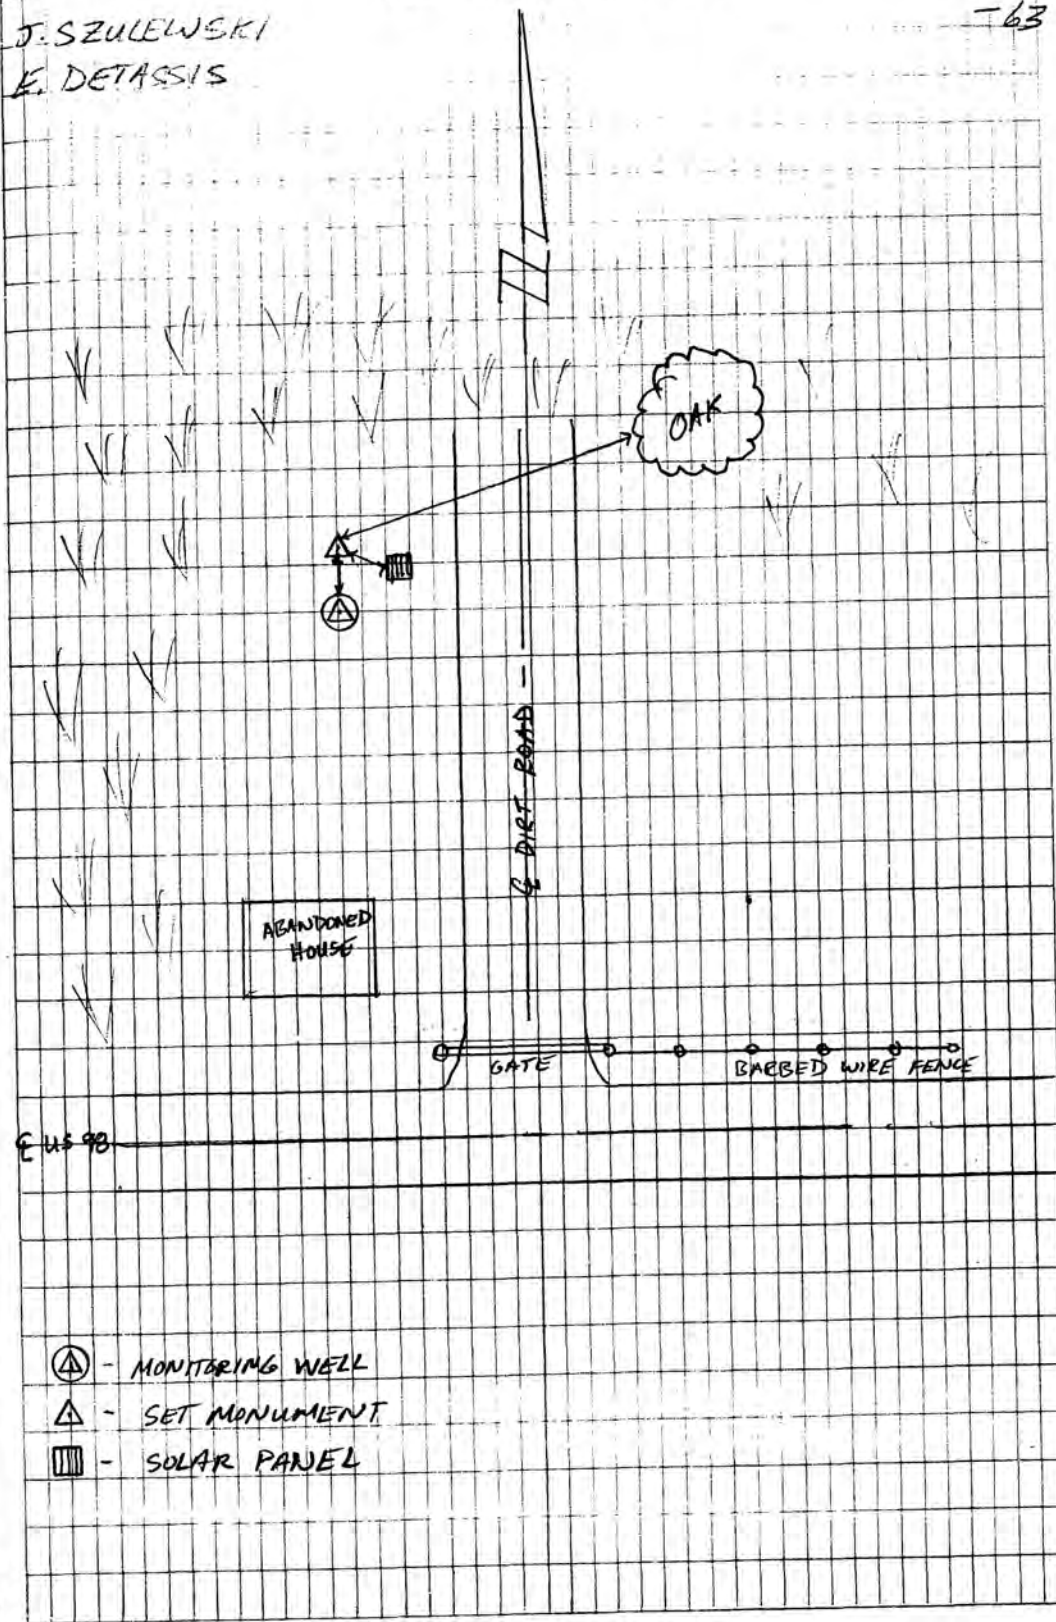 J. SZULEWSKI
E. DETASSIS
-63
N
OAK
℄ DIRT ROAD
ABANDONED
HOUSE
GATE
BARBED WIRE FENCE
℄ US 98
- MONITORING WELL
- SET MONUMENT
- SOLAR PANEL